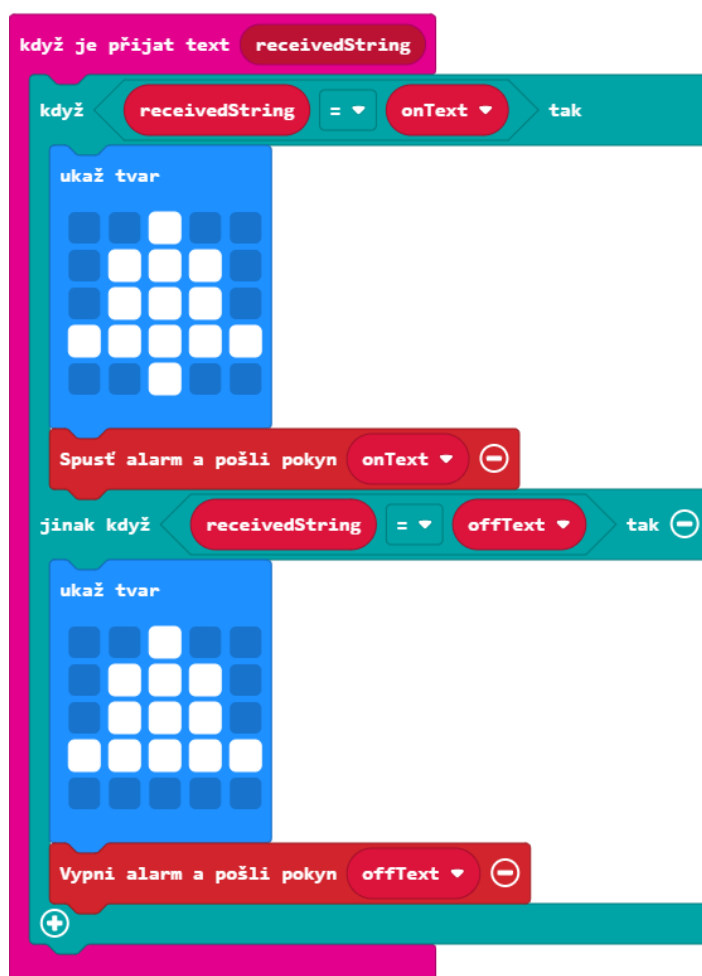 když je přijat text receivedString
když receivedString = onText tak
ukaž tvar
Spusť alarm a pošli pokyn onText
jinak když receivedString = offText tak
ukaž tvar
Vypni alarm a pošli pokyn offText